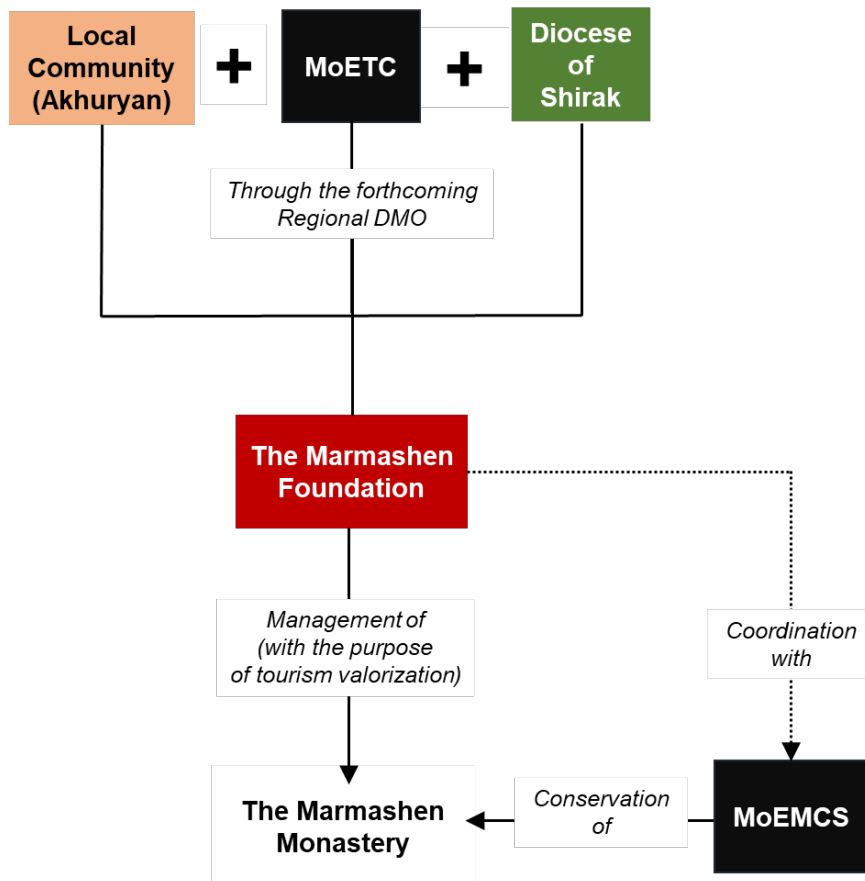 Local
Community
(Akhuryan)
+
MoETC
+
Diocese
of
Shirak
Through the forthcoming
Regional DMO
The Marmashen
Foundation
Management of
(with the purpose
of tourism valorization)
Coordination
with
The Marmashen
Monastery
Conservation
of
MoEMCS